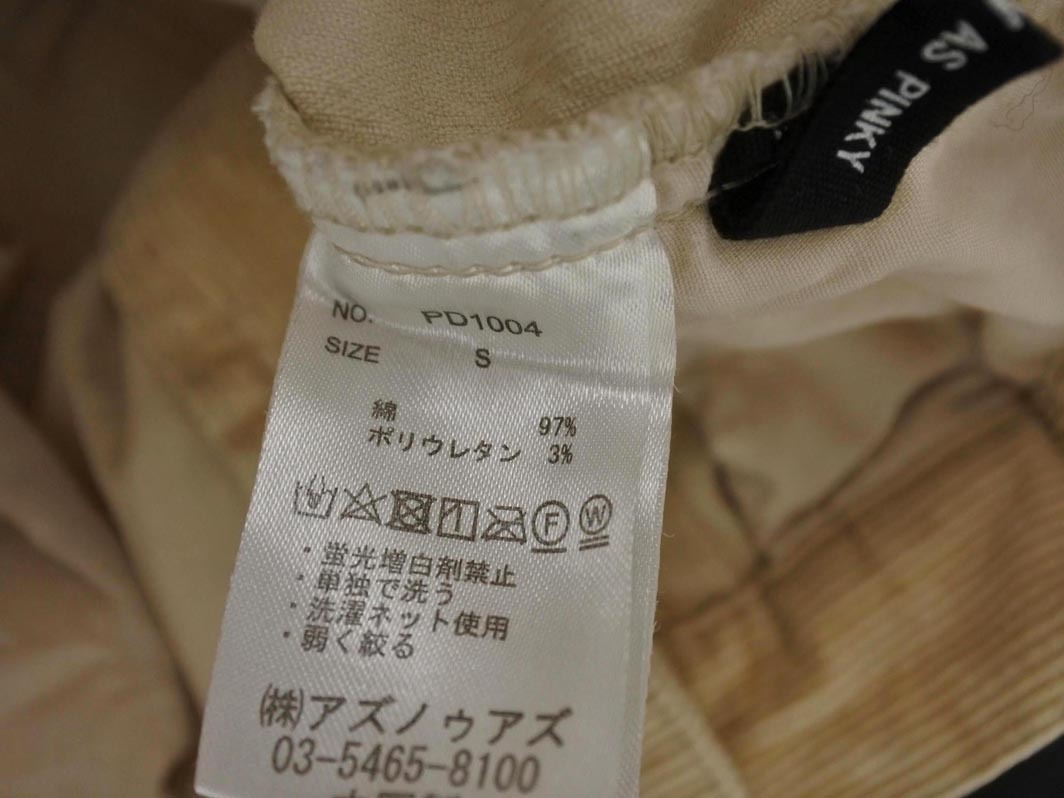 AS PINKY
NO. PD1004
SIZE S
綿 97%
ポリウレタン 3%
F W
・蛍光増白剤禁止
・単独で洗う
・洗濯ネット使用
・弱く絞る
(株)アズノゥアズ
03-5465-8100